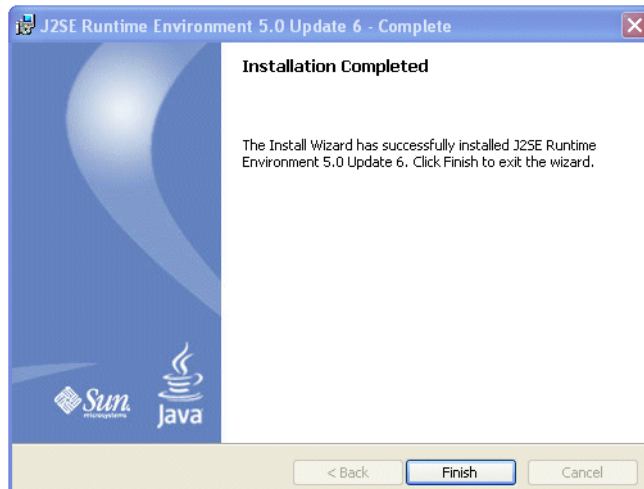 J2SE Runtime Environment 5.0 Update 6 - Complete
Installation Completed
The Install Wizard has successfully installed J2SE Runtime
Environment 5.0 Update 6. Click Finish to exit the wizard.
Sun
microsystems
Java
< Back
Finish
Cancel